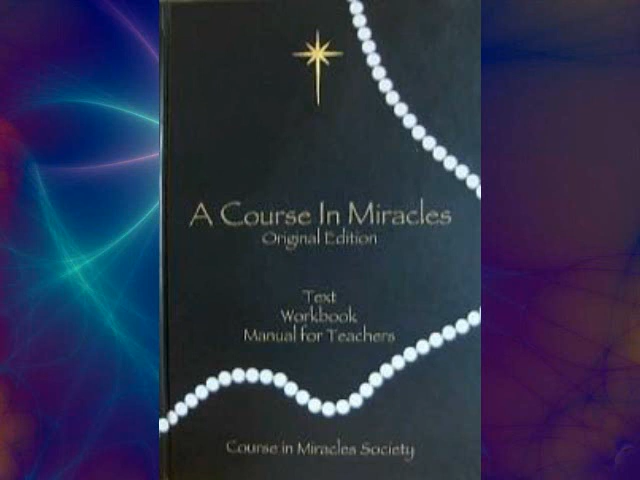 A Course In Miracles
Original Edition
Text
Workbook
Manual for Teachers
Course in Miracles Society